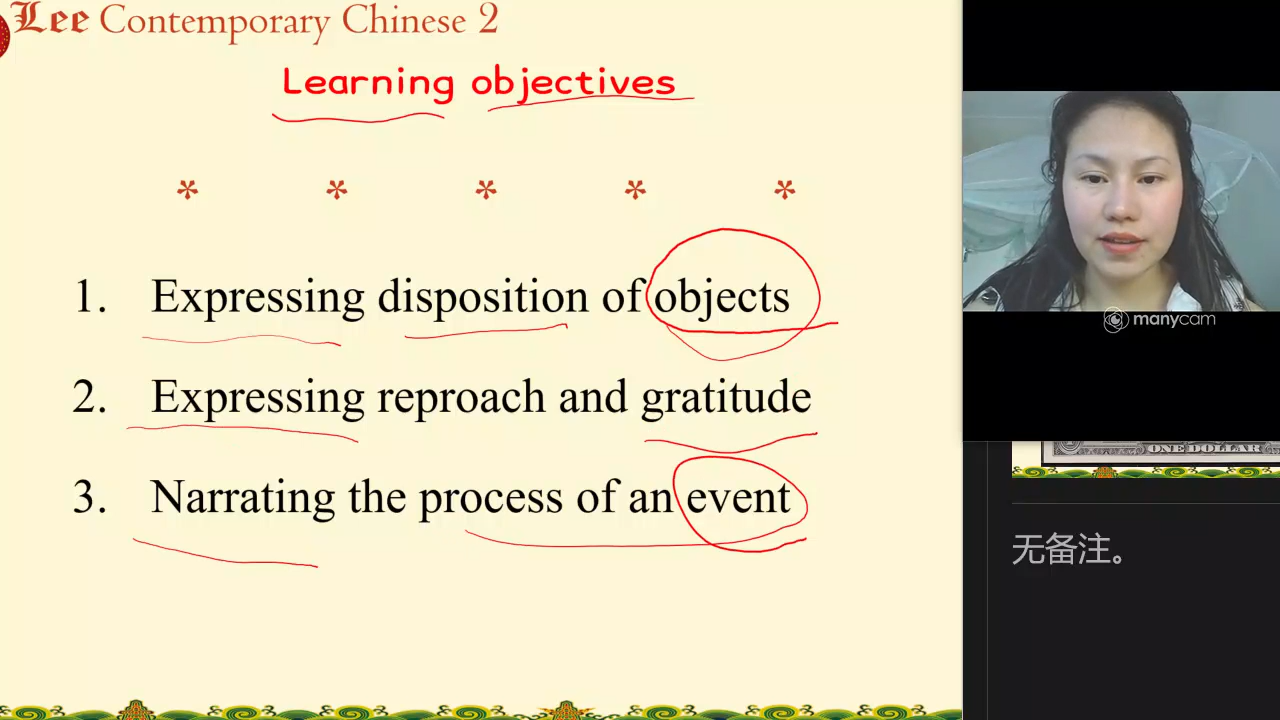 Lee Contemporary Chinese 2
Learning objectives
* * * * *
1. Expressing disposition of objects
2. Expressing reproach and gratitude
3. Narrating the process of an event
manycam
ONE DOLLAR
无备注。